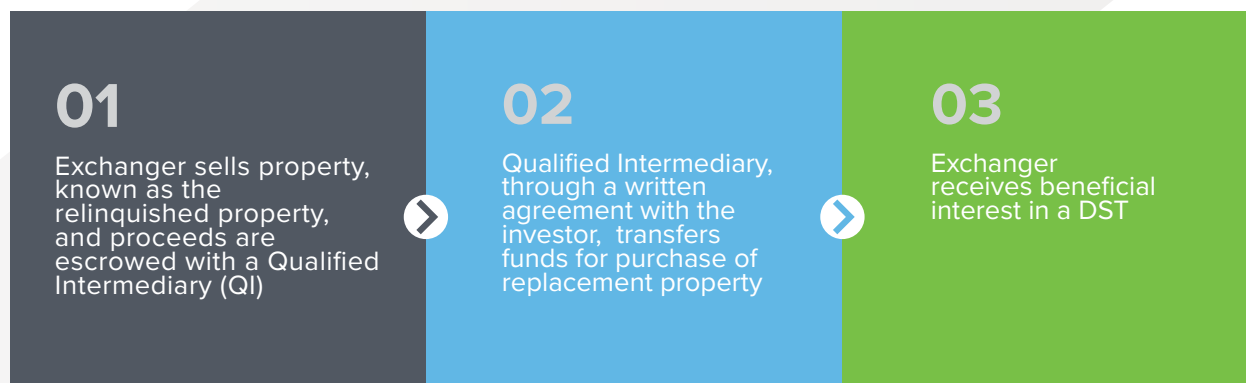 01
Exchanger sells property,
known as the
relinquished property,
and proceeds are
escrowed with a Qualified
Intermediary (QI)
02
Qualified Intermediary,
through a written
agreement with the
investor,  transfers
funds for purchase of
replacement property
03
Exchanger
receives beneficial
interest in a DST